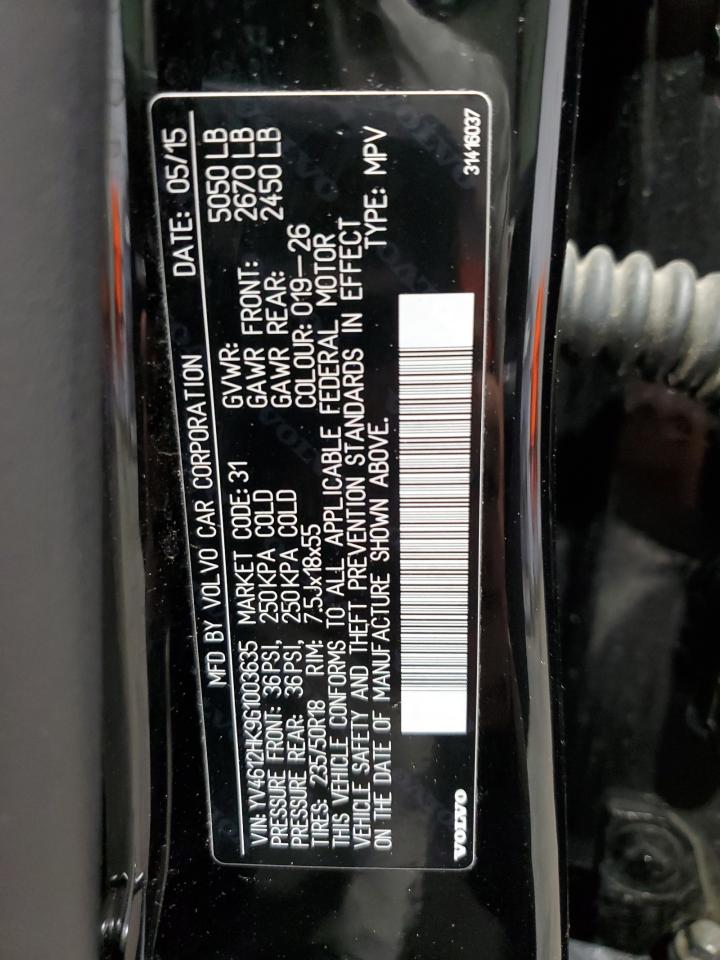 MFD BY VOLVO CAR CORPORATION DATE: 05/15
VIN: YV4612HK3G1003635 MARKET CODE: 31 GVWR: 5050 LB
PRESSURE FRONT: 36PSI, 250KPA COLD GAWR FRONT: 2670 LB
PRESSURE REAR: 36PSI, 250KPA COLD GAWR REAR: 2450 LB
TIRES: 235/50R18 RIM: 7.5Jx18x55 COLOUR: 019-26
THIS VEHICLE CONFORMS TO ALL APPLICABLE FEDERAL MOTOR
VEHICLE SAFETY AND THEFT PREVENTION STANDARDS IN EFFECT
ON THE DATE OF MANUFACTURE SHOWN ABOVE. TYPE: MPV
VOLVO 31416037